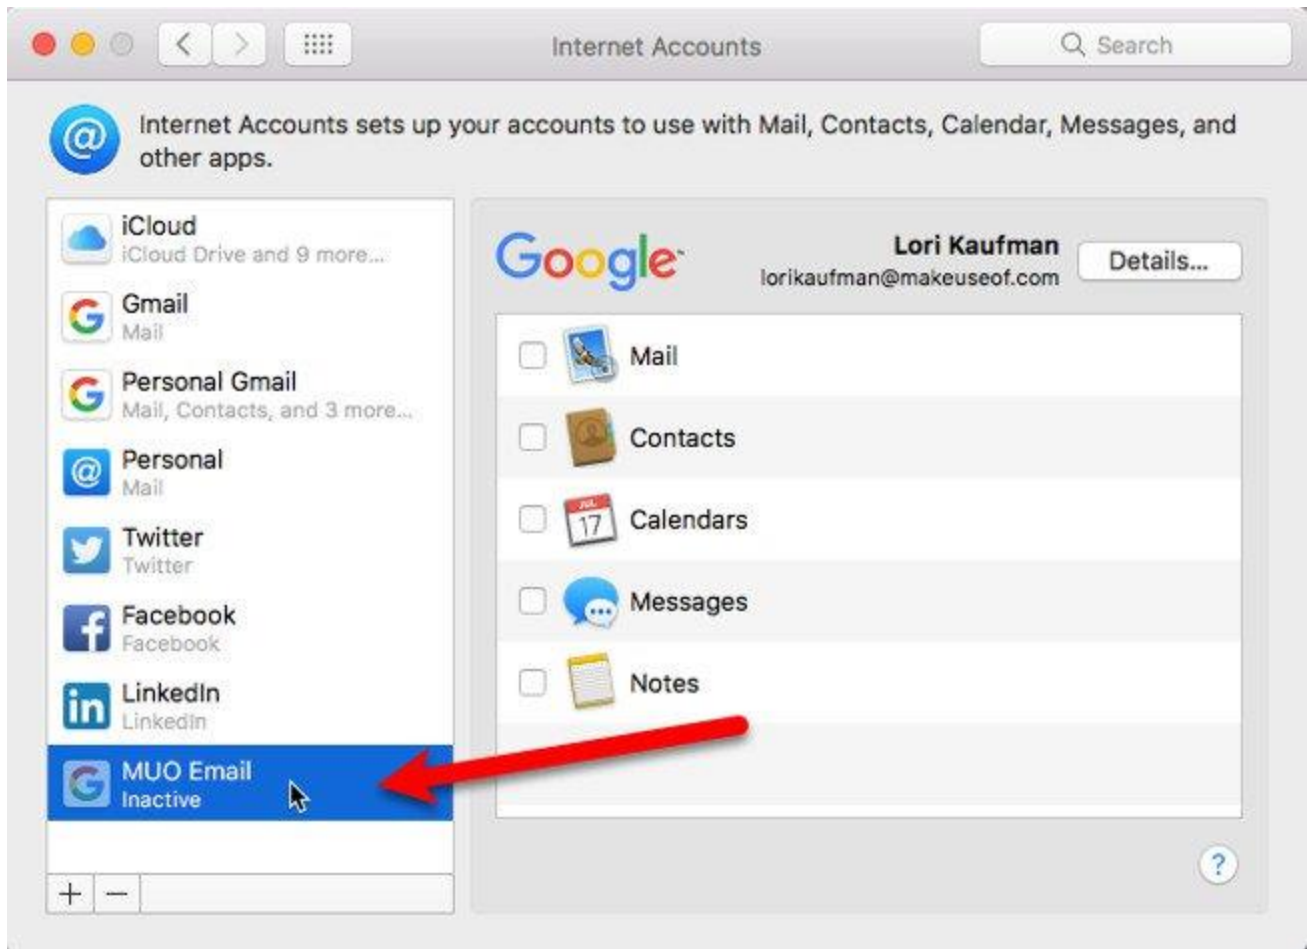 Internet Accounts
Search
Internet Accounts sets up your accounts to use with Mail, Contacts, Calendar, Messages, and
other apps.
iCloud
iCloud Drive and 9 more...
Gmail
Mail
Personal Gmail
Mail, Contacts, and 3 more...
Personal
Mail
Twitter
Twitter
Facebook
Facebook
LinkedIn
LinkedIn
MUO Email
Inactive
+ −
Google
Lori Kaufman
lorikaufman@makeuseof.com
Details...
Mail
Contacts
JUL
17
Calendars
Messages
Notes
?